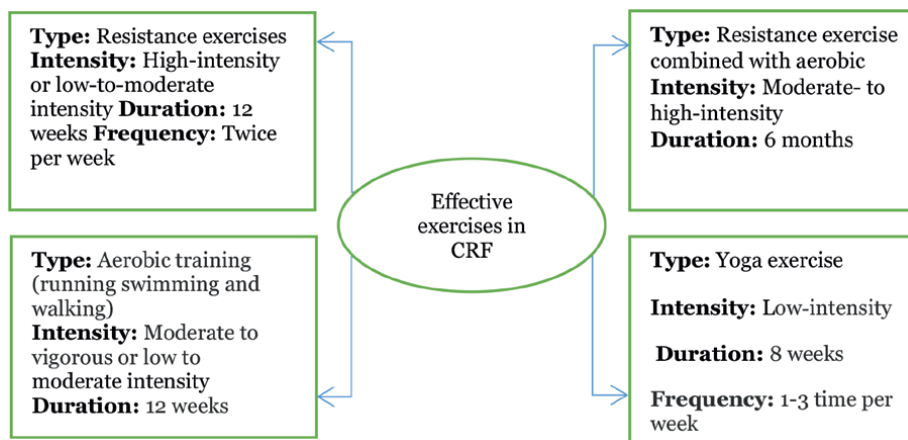 Type: Resistance exercises
Intensity: High-intensity
or low-to-moderate
intensity Duration: 12
weeks Frequency: Twice
per week
Type: Resistance exercise
combined with aerobic
Intensity: Moderate- to
high-intensity
Duration: 6 months
Effective
exercises in
CRF
Type: Aerobic training
(running swimming and
walking)
Intensity: Moderate to
vigorous or low to
moderate intensity
Duration: 12 weeks
Type: Yoga exercise
Intensity: Low-intensity
Duration: 8 weeks
Frequency: 1-3 time per
week